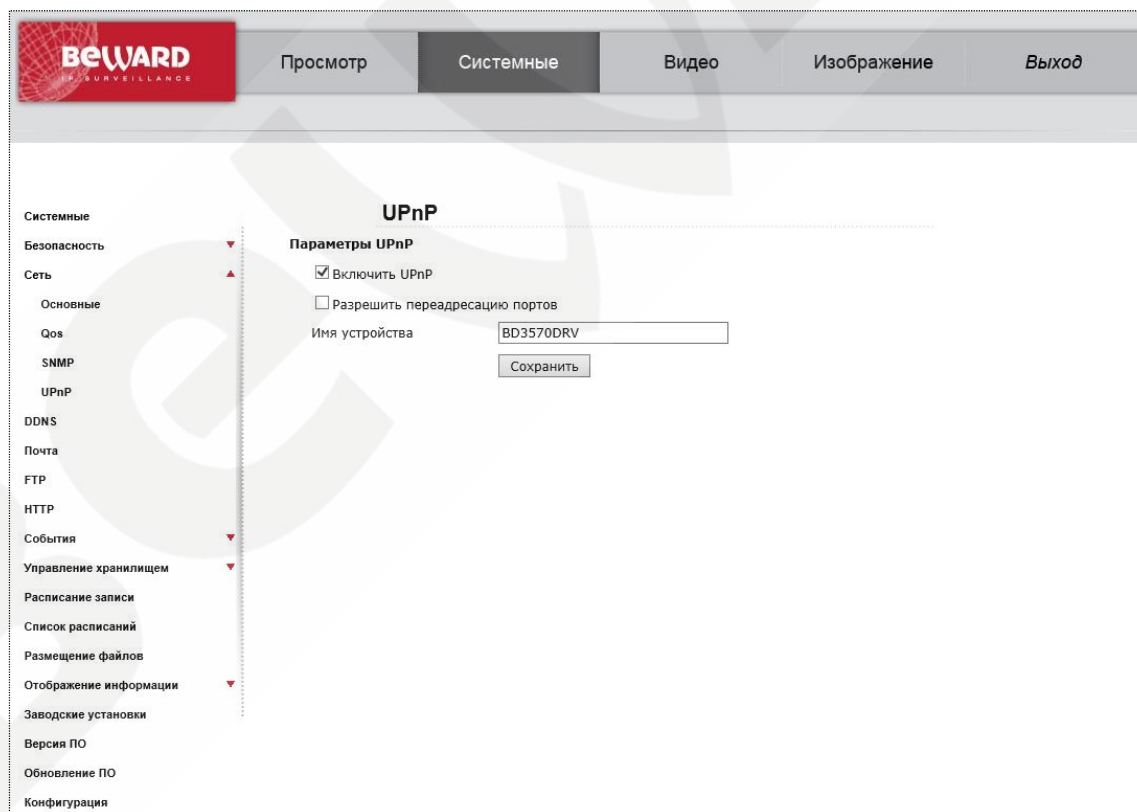 BEWARD
IP SURVEILLANCE
Просмотр
Системные
Видео
Изображение
Выход
Системные
Безопасность
Сеть
Основные
Qos
SNMP
UPnP
DDNS
Почта
FTP
HTTP
События
Управление хранилищем
Расписание записи
Список расписаний
Размещение файлов
Отображение информации
Заводские установки
Версия ПО
Обновление ПО
Конфигурация
UPnP
Параметры UPnP
Включить UPnP
Разрешить переадресацию портов
Имя устройства BD3570DRV
Сохранить